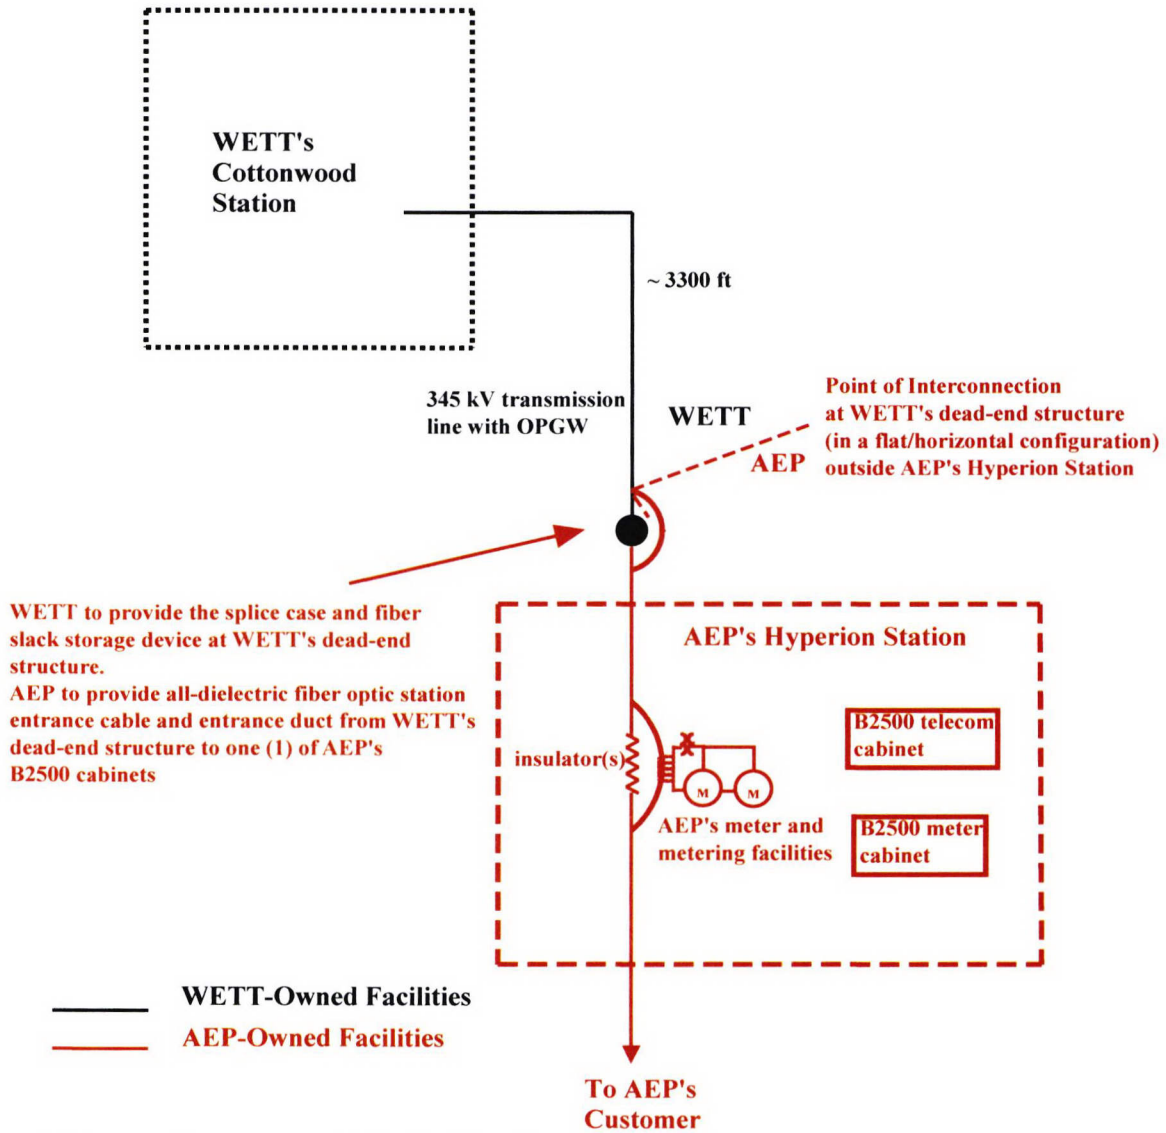 WETT's
Cottonwood
Station
~ 3300 ft
345 kV transmission
line with OPGW
WETT
AEP
Point of Interconnection
at WETT's dead-end structure
(in a flat/horizontal configuration)
outside AEP's Hyperion Station
WETT to provide the splice case and fiber
slack storage device at WETT's dead-end
structure.
AEP to provide all-dielectric fiber optic station
entrance cable and entrance duct from WETT's
dead-end structure to one (1) of AEP's
B2500 cabinets
AEP's Hyperion Station
insulator(s)
M
M
AEP's meter and
metering facilities
B2500 telecom
cabinet
B2500 meter
cabinet
WETT-Owned Facilities
AEP-Owned Facilities
To AEP's
Customer